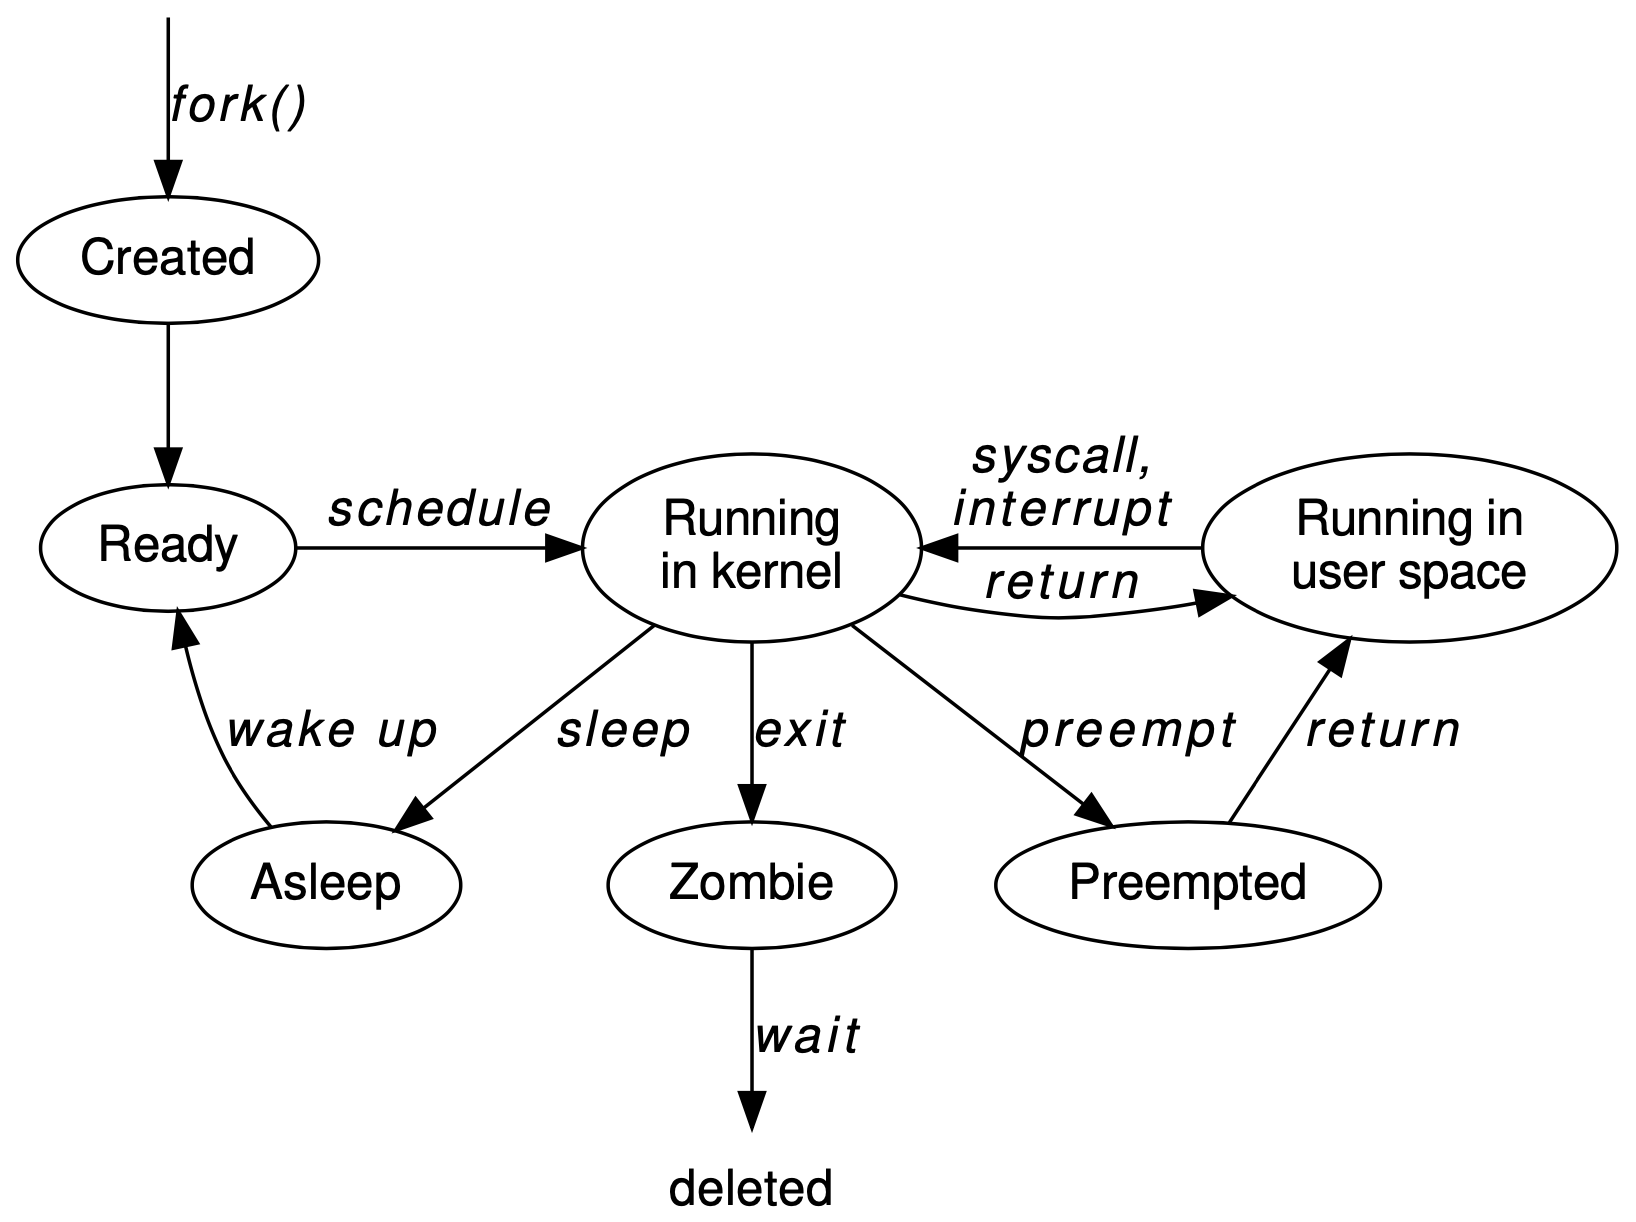 fork()
Created
Ready
schedule
Running
in kernel
syscall,
interrupt
return
Running in
user space
wake up
sleep
exit
preempt
return
Asleep
Zombie
Preempted
wait
deleted